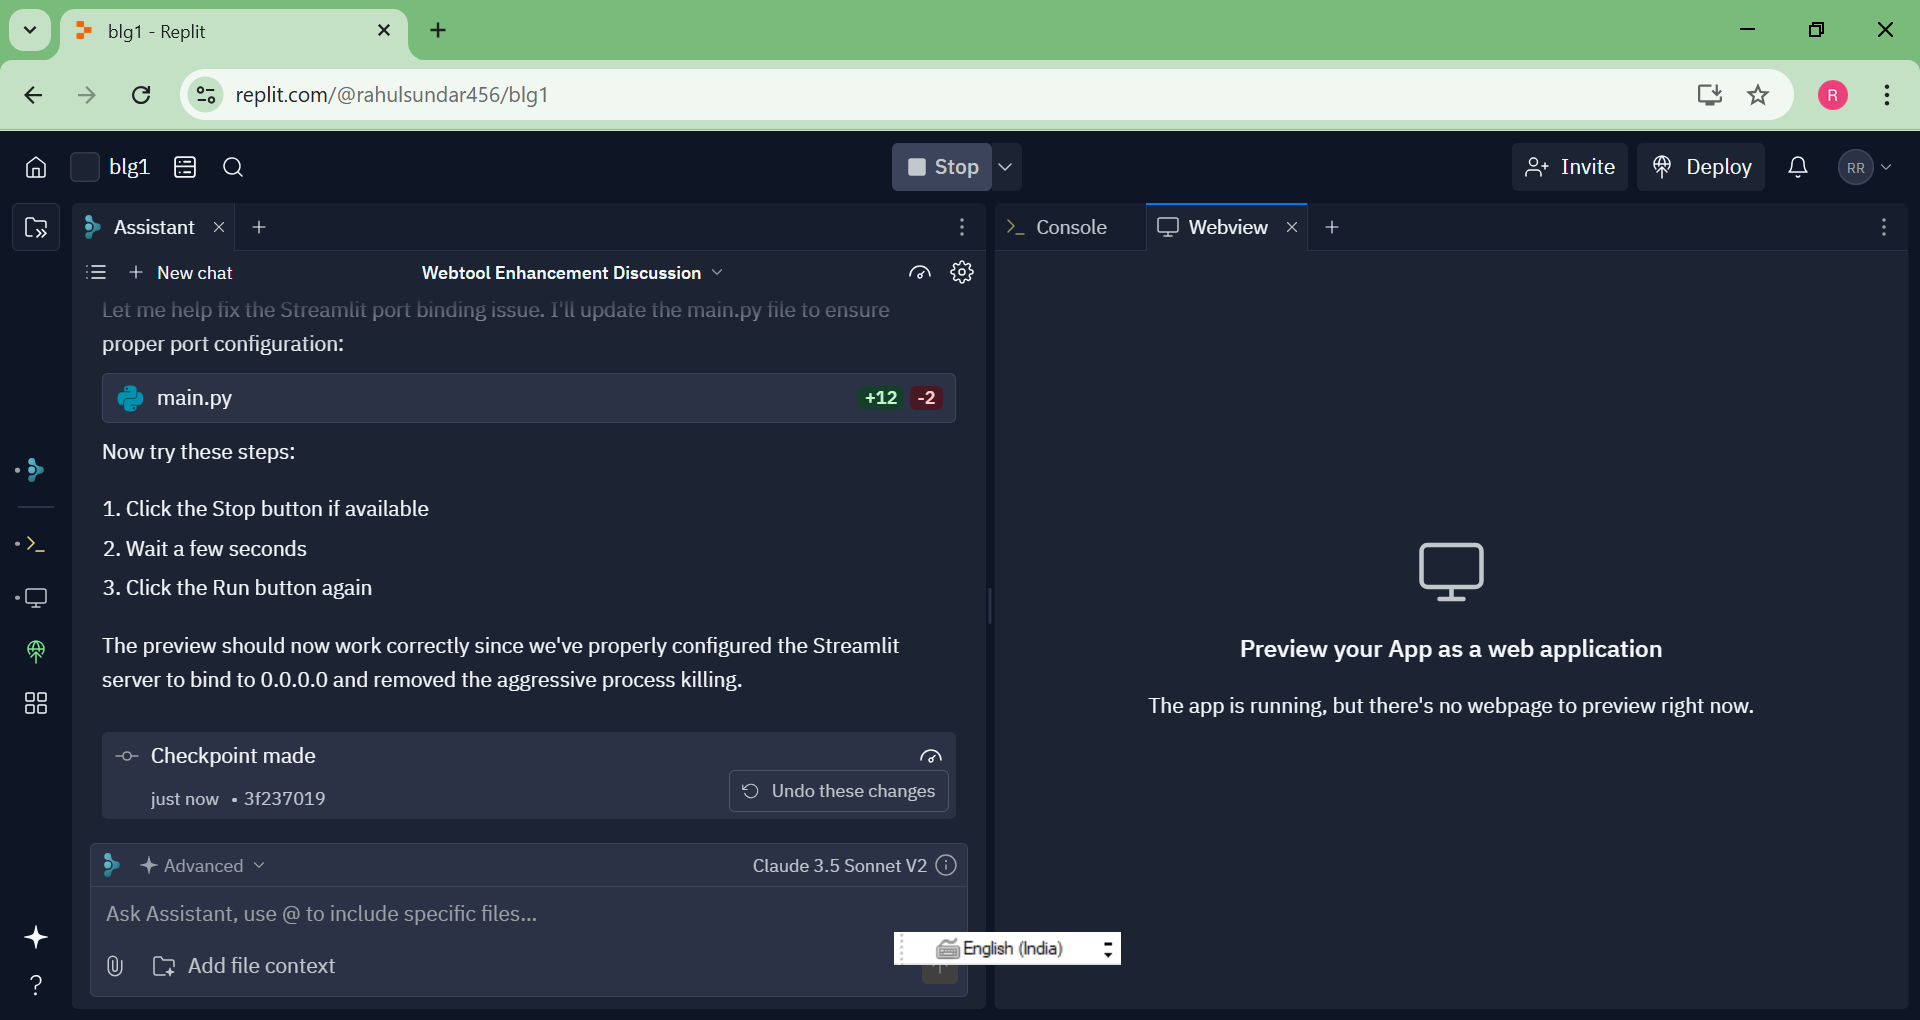 blg1 - Replit
replit.com/@rahulsundar456/blg1
R
blg1
Stop
Invite
Deploy
RR
Assistant
Console
Webview
New chat
Webtool Enhancement Discussion
Let me help fix the Streamlit port binding issue. I'll update the main.py file to ensure
proper port configuration:
main.py
+12 -2
Now try these steps:
1. Click the Stop button if available
2. Wait a few seconds
3. Click the Run button again
The preview should now work correctly since we've properly configured the Streamlit
server to bind to 0.0.0.0 and removed the aggressive process killing.
Checkpoint made
just now • 3f237019
Undo these changes
Advanced
Claude 3.5 Sonnet V2
Ask Assistant, use @ to include specific files...
Add file context
English (India)
Preview your App as a web application
The app is running, but there's no webpage to preview right now.